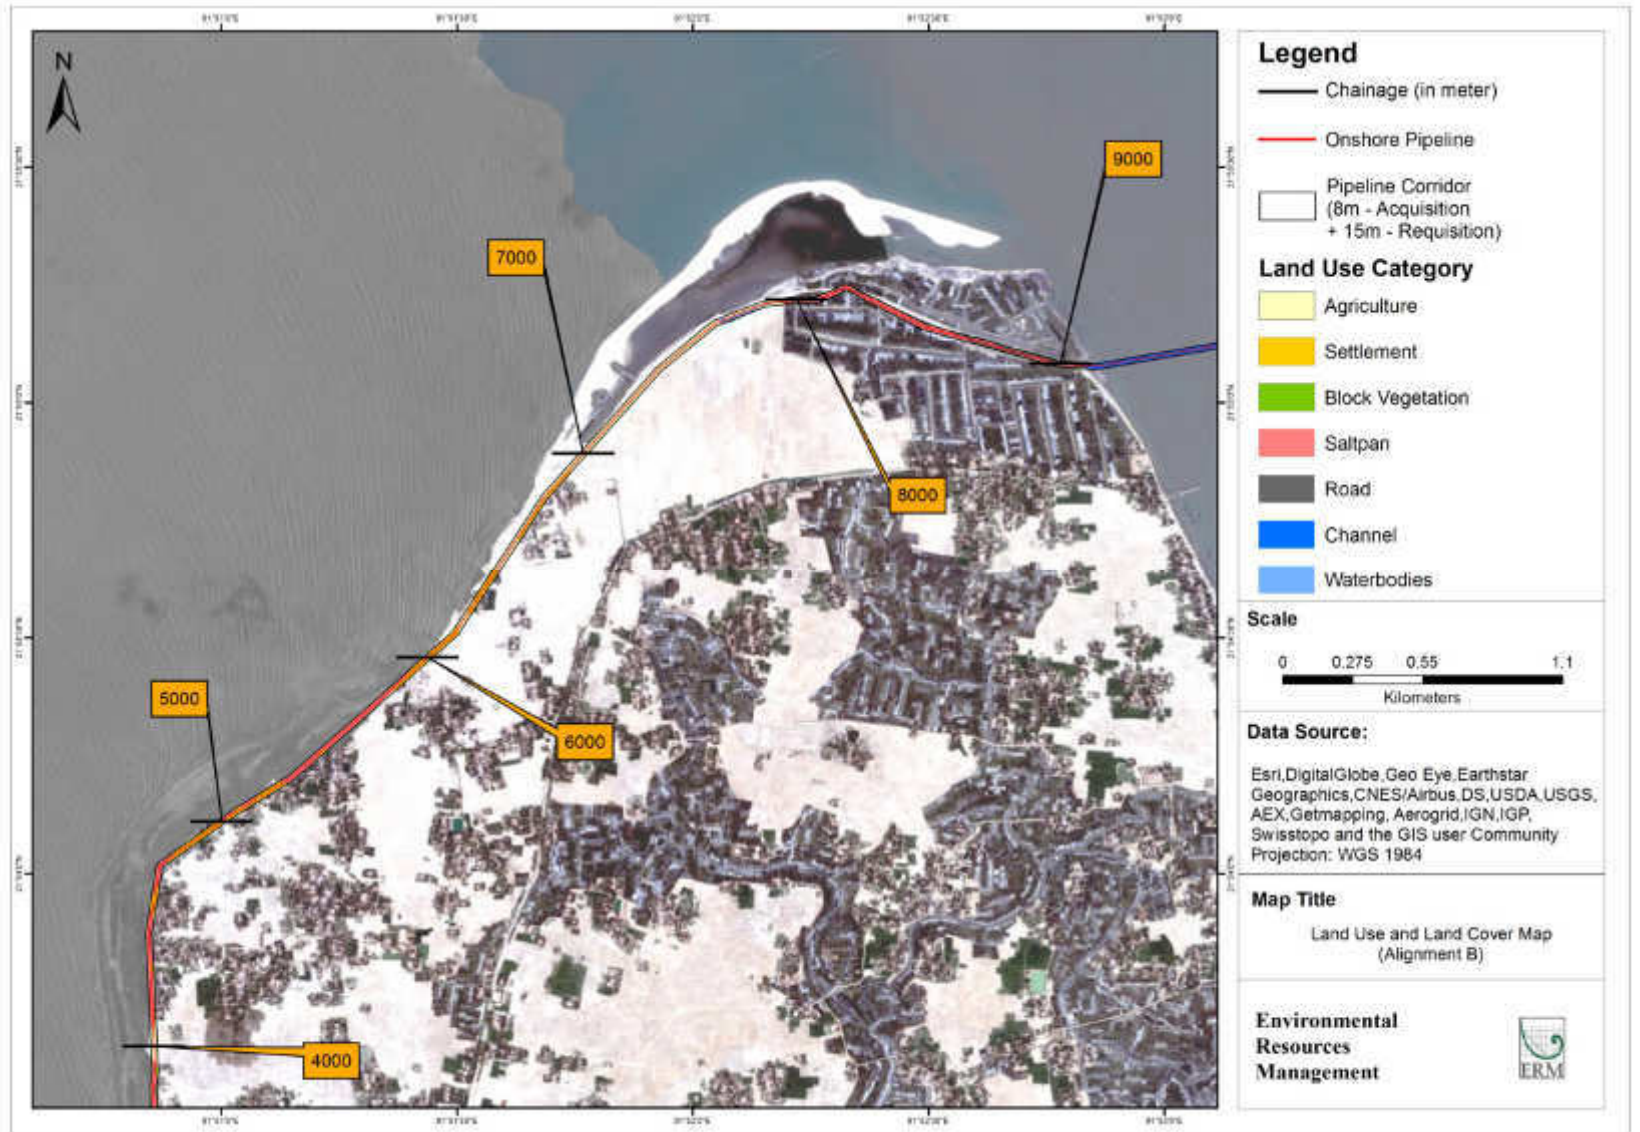 N
9000
7000
8000
5000
6000
4000
Legend
Chainage (in meter)
Onshore Pipeline
Pipeline Corridor
(8m - Acquisition
+ 15m - Requisition)
Land Use Category
Agriculture
Settlement
Block Vegetation
Saltpan
Road
Channel
Waterbodies
Scale
0 0.275 0.55 1.1
Kilometers
Data Source:
Esri,DigitalGlobe,Geo Eye,Earthstar
Geographics,CNES/Airbus,DS,USDA,USGS,
AEX,Getmapping, Aerogrid,IGN,IGP,
Swisstopo and the GIS user Community
Projection: WGS 1984
Map Title
Land Use and Land Cover Map
(Alignment B)
Environmental
Resources
Management
ERM